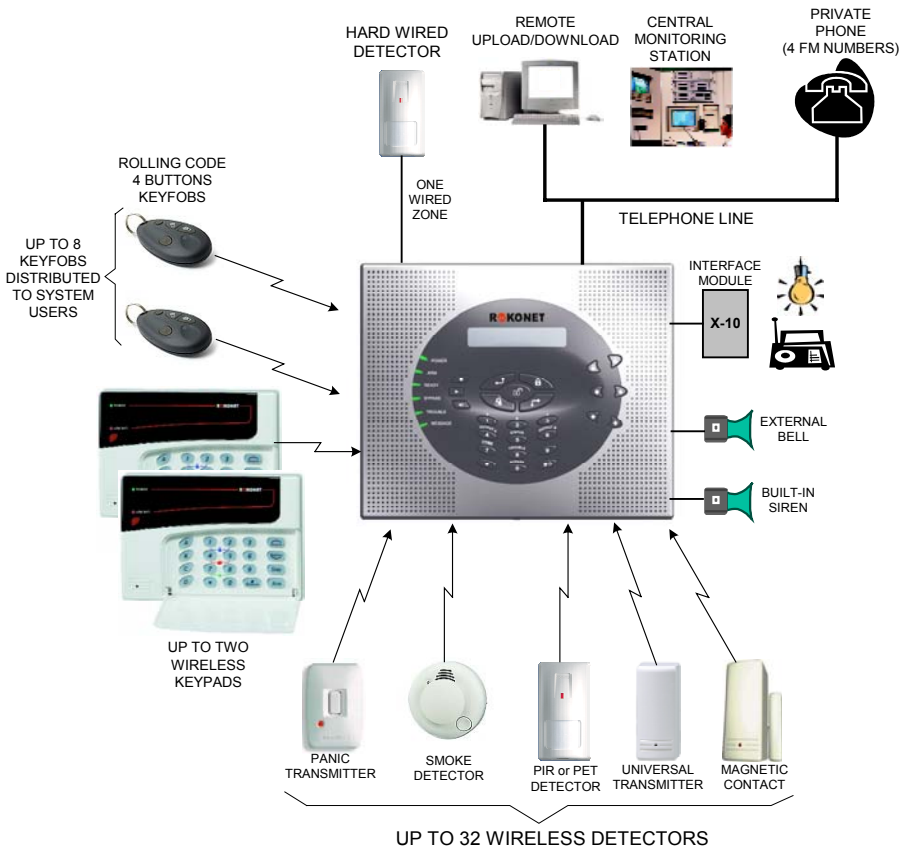 HARD WIRED
DETECTOR
REMOTE
UPLOAD/DOWNLOAD
CENTRAL
MONITORING
STATION
PRIVATE
PHONE
(4 FM NUMBERS)
ROLLING CODE
4 BUTTONS
KEYFOBS
ONE
WIRED
ZONE
TELEPHONE LINE
UP TO 8
KEYFOBS
DISTRIBUTED
TO SYSTEM
USERS
INTERFACE
MODULE
X-10
ROKONET
POWER
ARM
READY
BYPASS
TROUBLE
MESSAGE
ROKONET
ROKONET
EXTERNAL
BELL
BUILT-IN
SIREN
UP TO TWO
WIRELESS
KEYPADS
PANIC
TRANSMITTER
SMOKE
DETECTOR
PIR or PET
DETECTOR
UNIVERSAL
TRANSMITTER
MAGNETIC
CONTACT
UP TO 32 WIRELESS DETECTORS